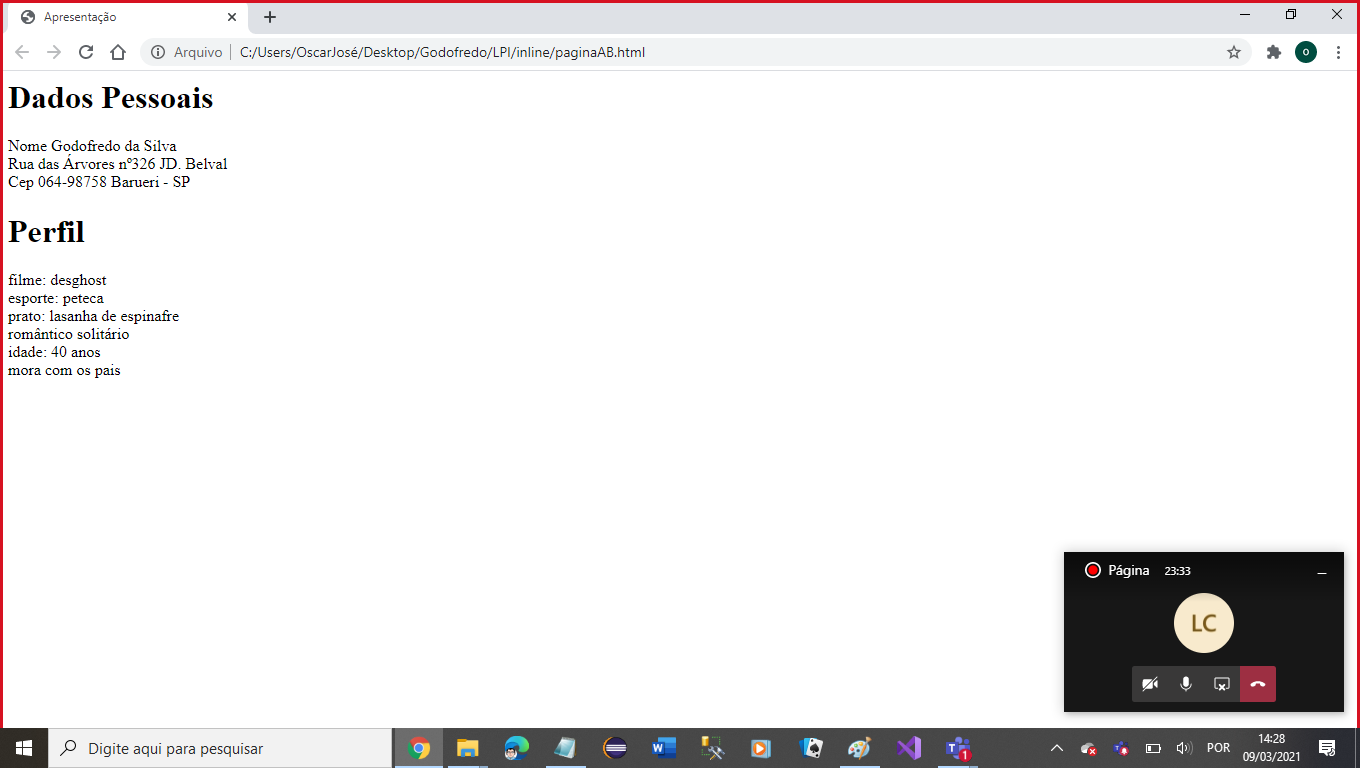 Apresentação
Arquivo
C:/Users/OscarJosé/Desktop/Godofredo/LPI/inline/paginaAB.html
O
Dados Pessoais
Nome Godofredo da Silva
Rua das Árvores nº326 JD. Belval
Cep 064-98758 Barueri - SP
Perfil
filme: desghost
esporte: peteca
prato: lasanha de espinafre
romântico solitário
idade: 40 anos
mora com os pais
Página 23:33
LC
Digite aqui para pesquisar
1
POR
14:28
09/03/2021